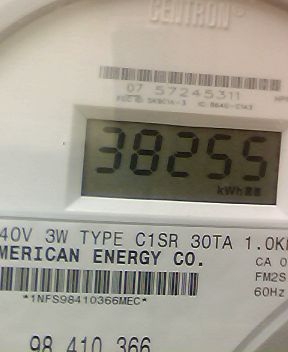 CENTRON®
07 57245311
38255
kWh
40V 3W TYPE C1SR 30TA 1.0K
MERICAN ENERGY CO.
CA 0
FM2S
60Hz
*1NFS98410366MEC*
98 410 366